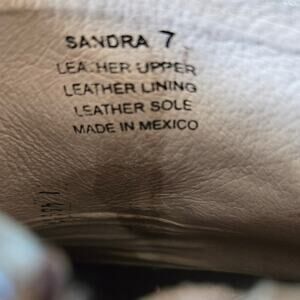 SANDRA 7
LEATHER UPPER
LEATHER LINING
LEATHER SOLE
MADE IN MEXICO